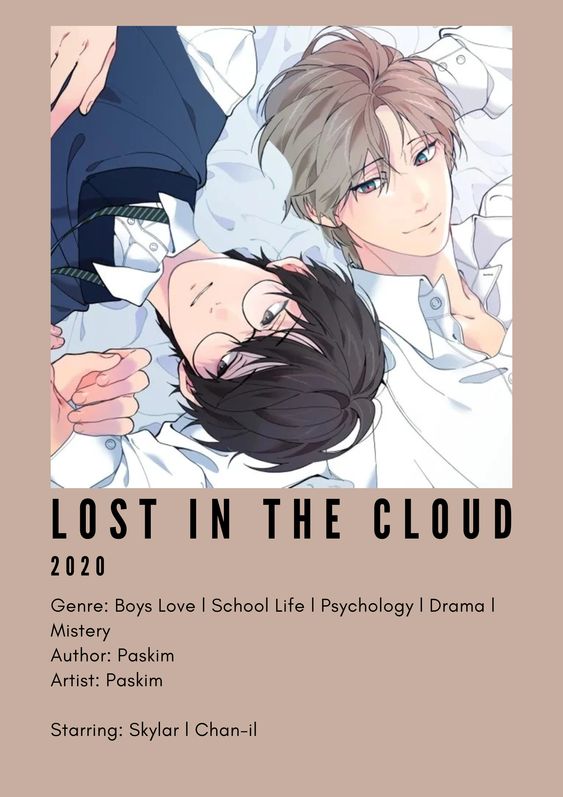 LOST IN THE CLOUD
2020
Genre: Boys Love l School Life l Psychology l Drama l
Mistery
Author: Paskim
Artist: Paskim
Starring: Skylar l Chan-il